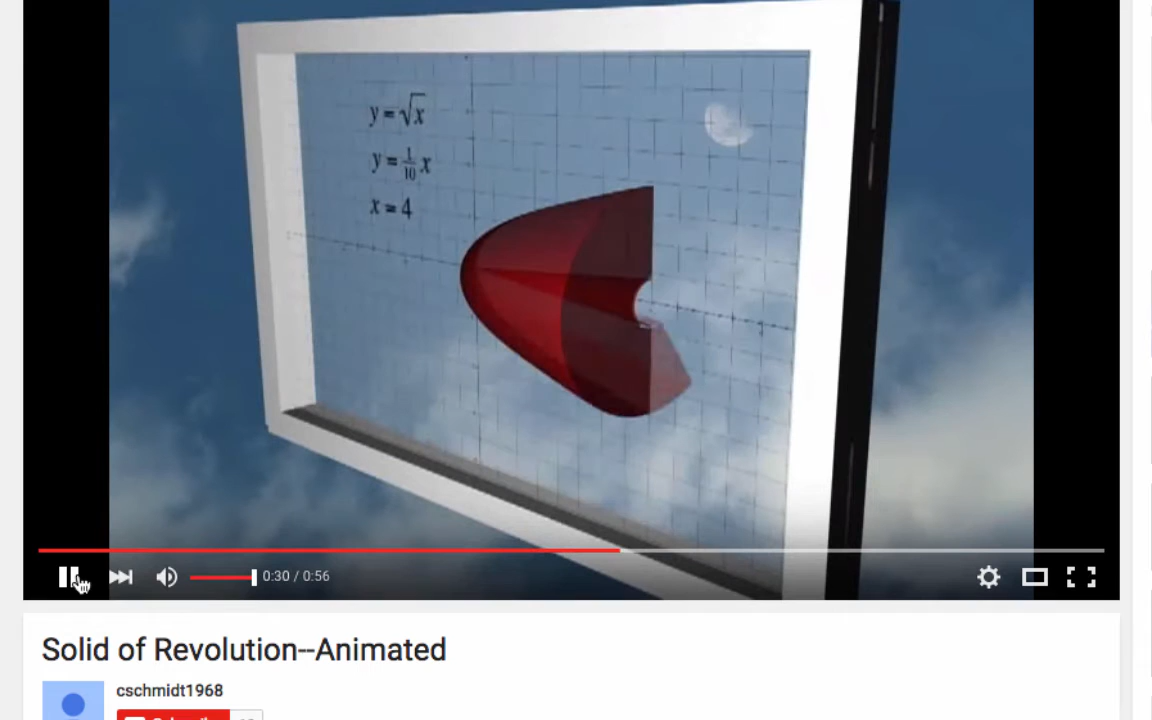 y = √x
y = 1/10 x
x = 4
0:30 / 0:56
Solid of Revolution--Animated
cschmidt1968